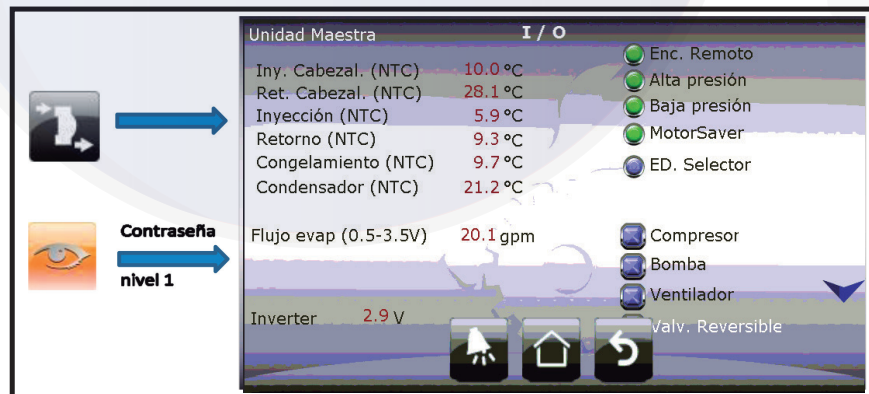 Unidad Maestra I / O
Iny. Cabezal. (NTC) 10.0 °C
Ret. Cabezal. (NTC) 28.1 °C
Inyección (NTC) 5.9 °C
Retorno (NTC) 9.3 °C
Congelamiento (NTC) 9.7 °C
Condensador (NTC) 21.2 °C
Enc. Remoto
Alta presión
Baja presión
MotorSaver
ED. Selector
Contraseña
nivel 1
Flujo evap (0.5-3.5V) 20.1 gpm
Inverter 2.9 V
Compresor
Bomba
Ventilador
Valv. Reversible